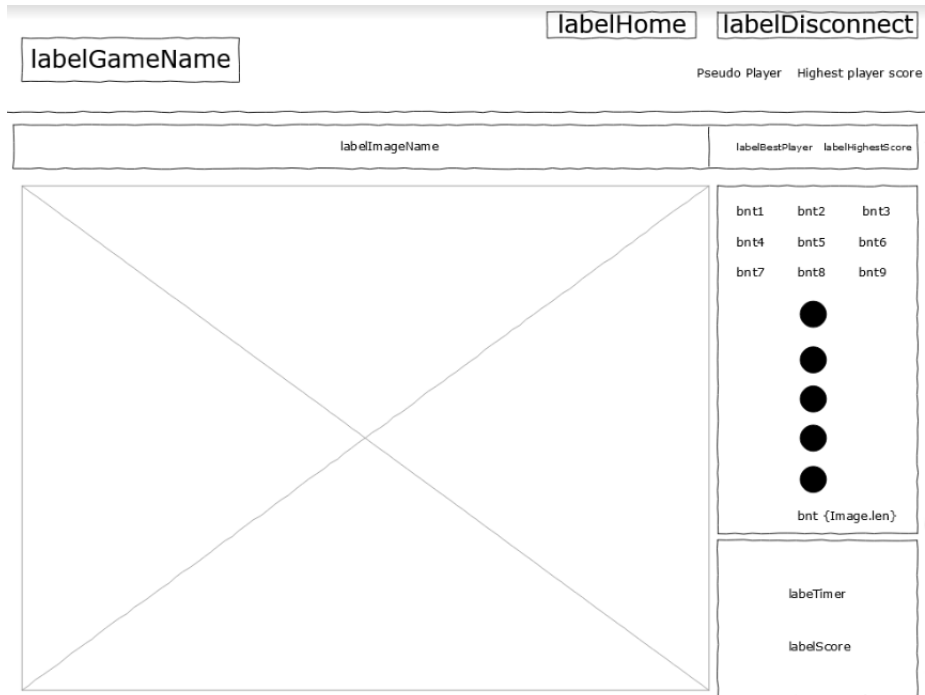 labelHome labelDisconnect
labelGameName
Pseudo Player Highest player score
labelImageName
labelBestPlayer labelHighestScore
bnt1 bnt2 bnt3
bnt4 bnt5 bnt6
bnt7 bnt8 bnt9
bnt {Image.len}
labeTimer
labelScore